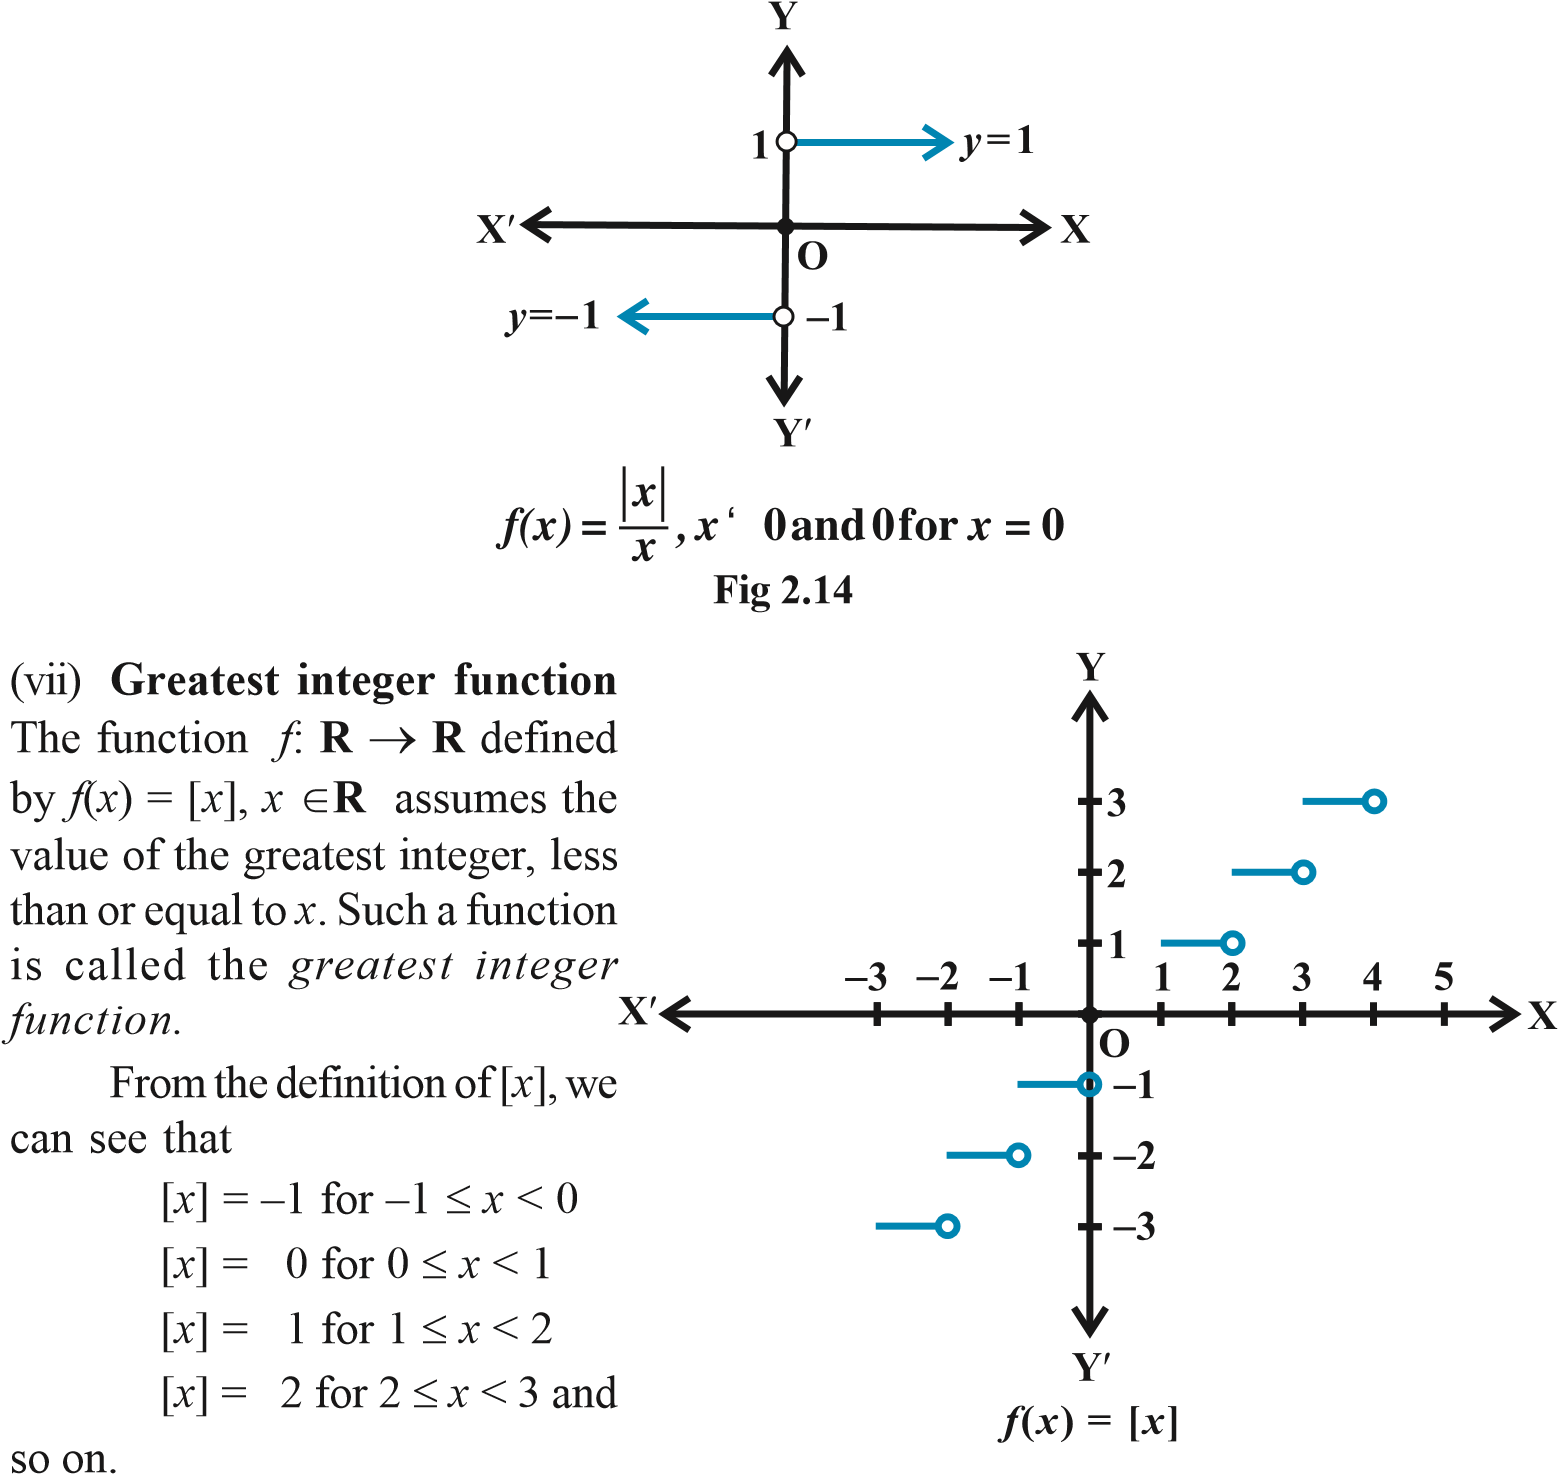 Y
1
y=1
X′
X
O
y=–1
–1
Y′
f(x) = |x|/x , x ‘ 0 and 0 for x = 0
Fig 2.14
(vii) Greatest integer function
The function f: R → R defined
by f(x) = [x], x ∈R assumes the
value of the greatest integer, less
than or equal to x. Such a function
is called the greatest integer
function.
From the definition of [x], we
can see that
[x] = –1 for –1 ≤ x < 0
[x] = 0 for 0 ≤ x < 1
[x] = 1 for 1 ≤ x < 2
[x] = 2 for 2 ≤ x < 3 and
so on.
Y
3
2
1
–3 –2 –1 1 2 3 4 5
X′
X
O
–1
–2
–3
Y′
f(x) = [x]